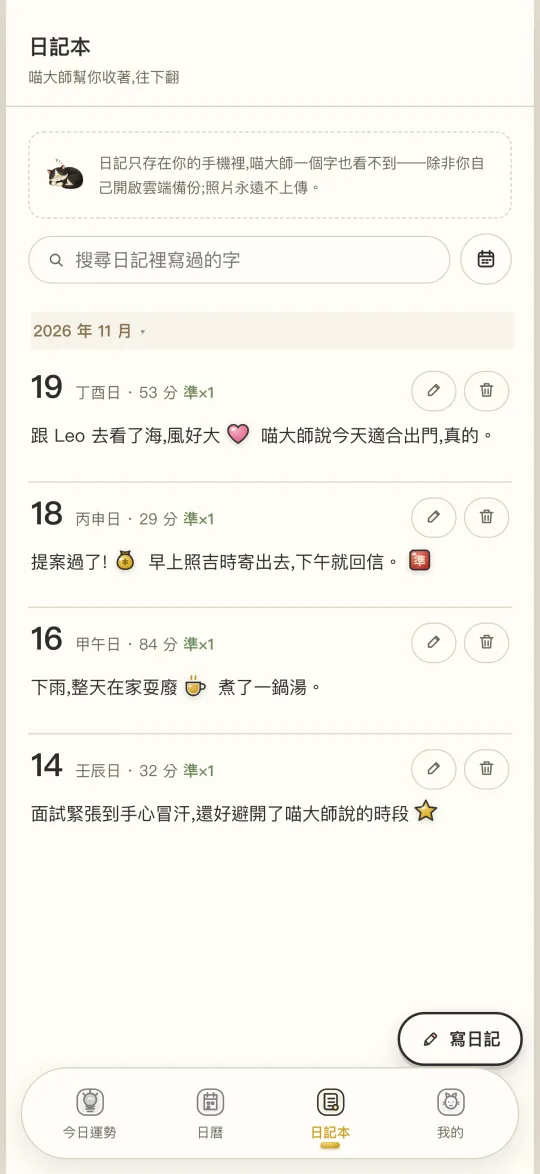 日記本
喵大師幫你收著,往下翻
日記只存在你的手機裡,喵大師一個字也看不到——除非你自
己開啟雲端備份;照片永遠不上傳。
搜尋日記裡寫過的字
2026 年 11 月 ▾
19 丁酉日 · 53 分 準×1
跟 Leo 去看了海,風好大 喵大師說今天適合出門,真的。
18 丙申日 · 29 分 準×1
提案過了! 早上照吉時寄出去,下午就回信。 準
16 甲午日 · 84 分 準×1
下雨,整天在家耍廢 煮了一鍋湯。
14 壬辰日 · 32 分 準×1
面試緊張到手心冒汗,還好避開了喵大師說的時段
寫日記
今日運勢
日曆
日記本
我的